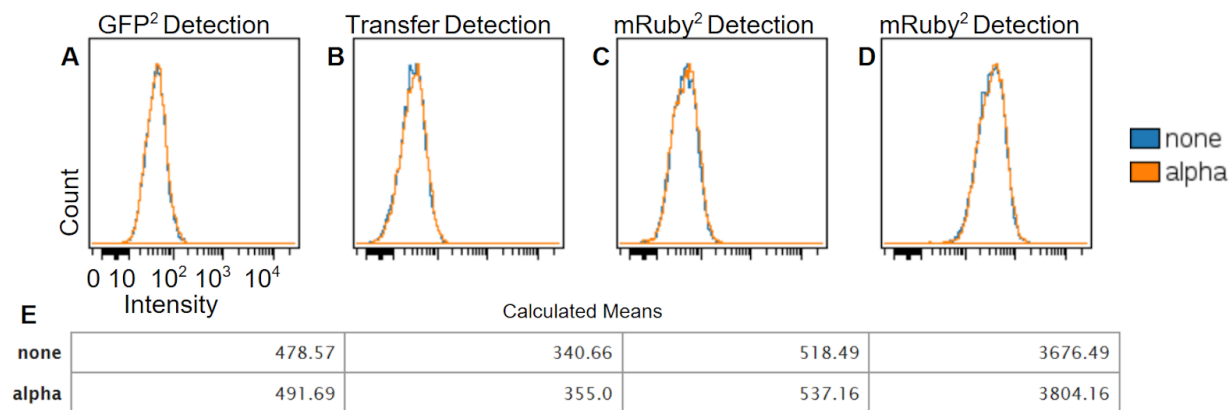 GFP² Detection
Transfer Detection
mRuby² Detection
mRuby² Detection
A
B
C
D
Count
none
alpha
0 10 10² 10³ 10⁴
Intensity
E
Calculated Means
none 478.57 340.66 518.49 3676.49
alpha 491.69 355.0 537.16 3804.16